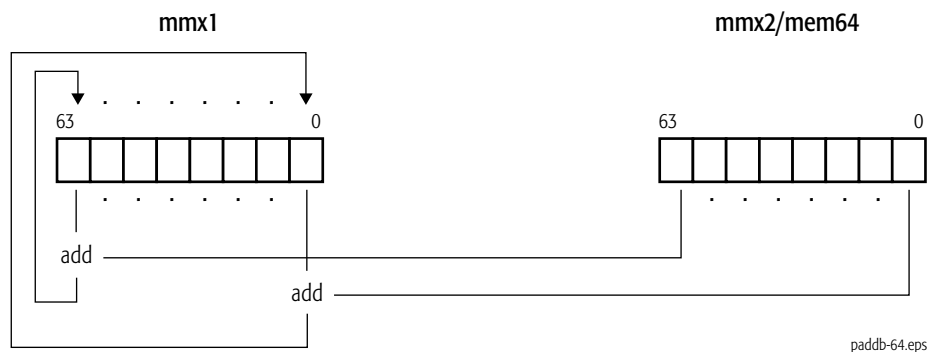 mmx1 mmx2/mem64
. . . . . .
63 0 63 0
. . . . . . . . . . . .
add
add
paddb-64.eps